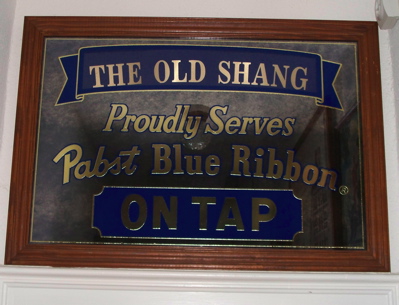 THE OLD SHANG
Proudly Serves
Pabst Blue Ribbon®
ON TAP